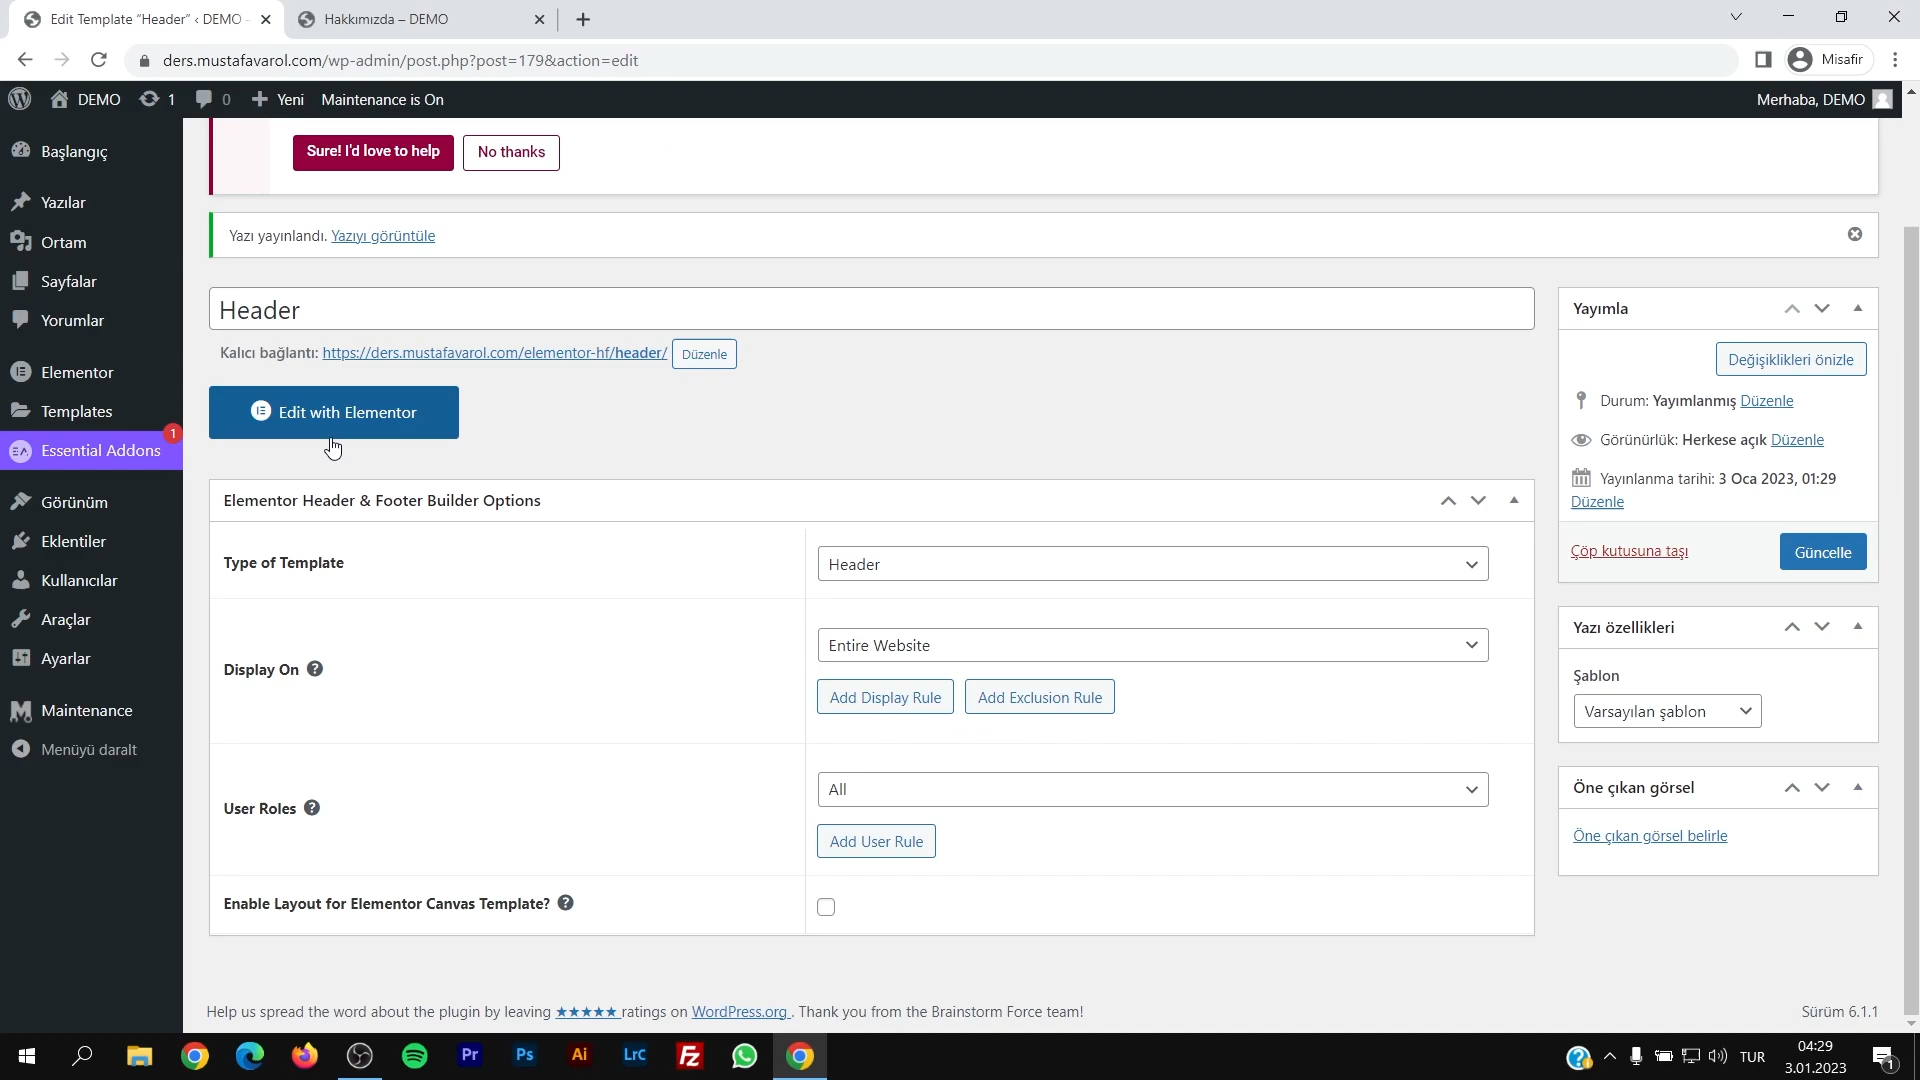 Edit Template “Header” ‹ DEMO -
Hakkımızda – DEMO
ders.mustafavarol.com/wp-admin/post.php?post=179&action=edit
Misafir
DEMO
1
0
Yeni
Maintenance is On
Merhaba, DEMO
Başlangıç
Yazılar
Ortam
Sayfalar
Yorumlar
Elementor
Templates
1
Essential Addons
Görünüm
Eklentiler
Kullanıcılar
Araçlar
Ayarlar
Maintenance
Menüyü daralt
Sure! I'd love to help
No thanks
Yazı yayınlandı. Yazıyı görüntüle
Header
Kalıcı bağlantı: https://ders.mustafavarol.com/elementor-hf/header/ Düzenle
Edit with Elementor
Elementor Header & Footer Builder Options
Type of Template
Header
Display On
Entire Website
Add Display Rule
Add Exclusion Rule
User Roles
All
Add User Rule
Enable Layout for Elementor Canvas Template?
Yayımla
Değişiklikleri önizle
Durum: Yayımlanmış Düzenle
Görünürlük: Herkese açık Düzenle
Yayınlanma tarihi: 3 Oca 2023, 01:29
Düzenle
Çöp kutusuna taşı
Güncelle
Yazı özellikleri
Şablon
Varsayılan şablon
Öne çıkan görsel
Öne çıkan görsel belirle
Help us spread the word about the plugin by leaving ★★★★★ ratings on WordPress.org . Thank you from the Brainstorm Force team!
Sürüm 6.1.1
Pr
Ps
Ai
LrC
Fz
TUR
04:29
3.01.2023
1